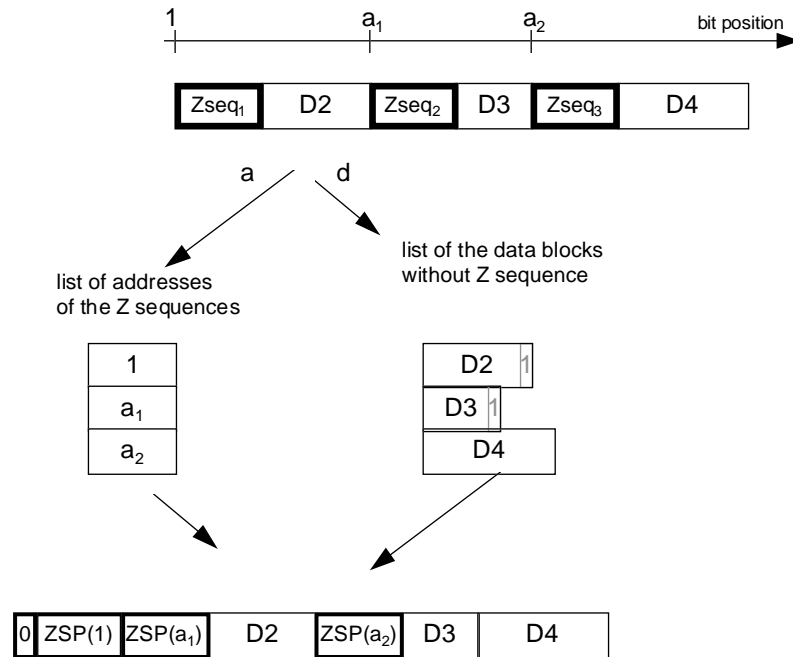 1 a₁ a₂ bit position
Zseq₁ D2 Zseq₂ D3 Zseq₃ D4
a d
list of the data blocks
without Z sequence
list of addresses
of the Z sequences
1 D2 1
a₁ D3 1
a₂ D4
0 ZSP(1) ZSP(a₁) D2 ZSP(a₂) D3 D4